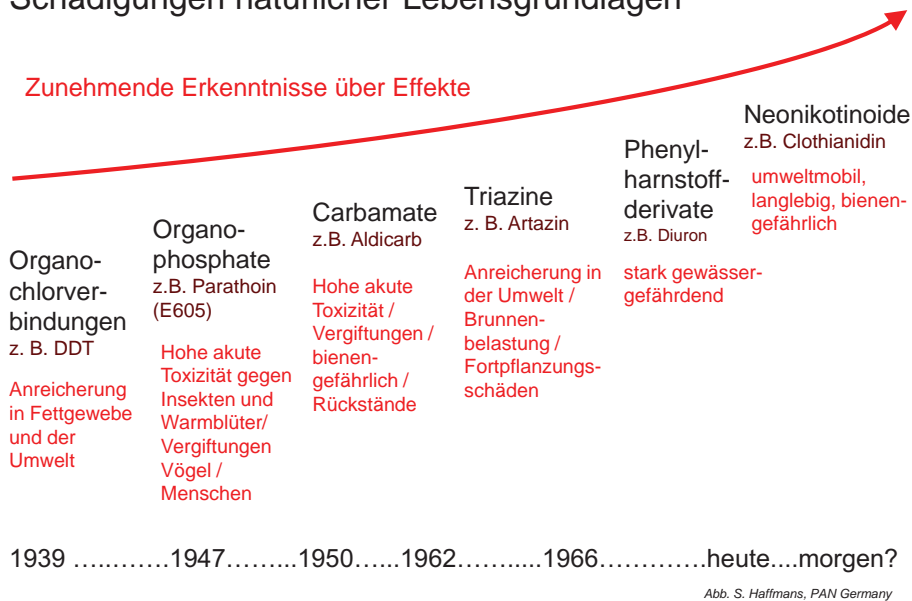 Schädigungen natürlicher Lebensgrundlagen
Zunehmende Erkenntnisse über Effekte
Organo-
chlorver-
bindungen
z. B. DDT
Anreicherung
in Fettgewebe
und der
Umwelt
Organo-
phosphate
z.B. Parathoin
(E605)
Hohe akute
Toxizität gegen
Insekten und
Warmblüter/
Vergiftungen
Vögel /
Menschen
Carbamate
z.B. Aldicarb
Hohe akute
Toxizität /
Vergiftungen /
bienen-
gefährlich /
Rückstände
Triazine
z. B. Artazin
Anreicherung in
der Umwelt /
Brunnen-
belastung /
Fortpflanzungs-
schäden
Phenyl-
harnstoff-
derivate
z.B. Diuron
stark gewässer-
gefährdend
Neonikotinoide
z.B. Clothianidin
umweltmobil,
langlebig, bienen-
gefährlich
1939 ….…….1947…......1950…...1962…….....1966………….heute....morgen?
Abb. S. Haffmans, PAN Germany